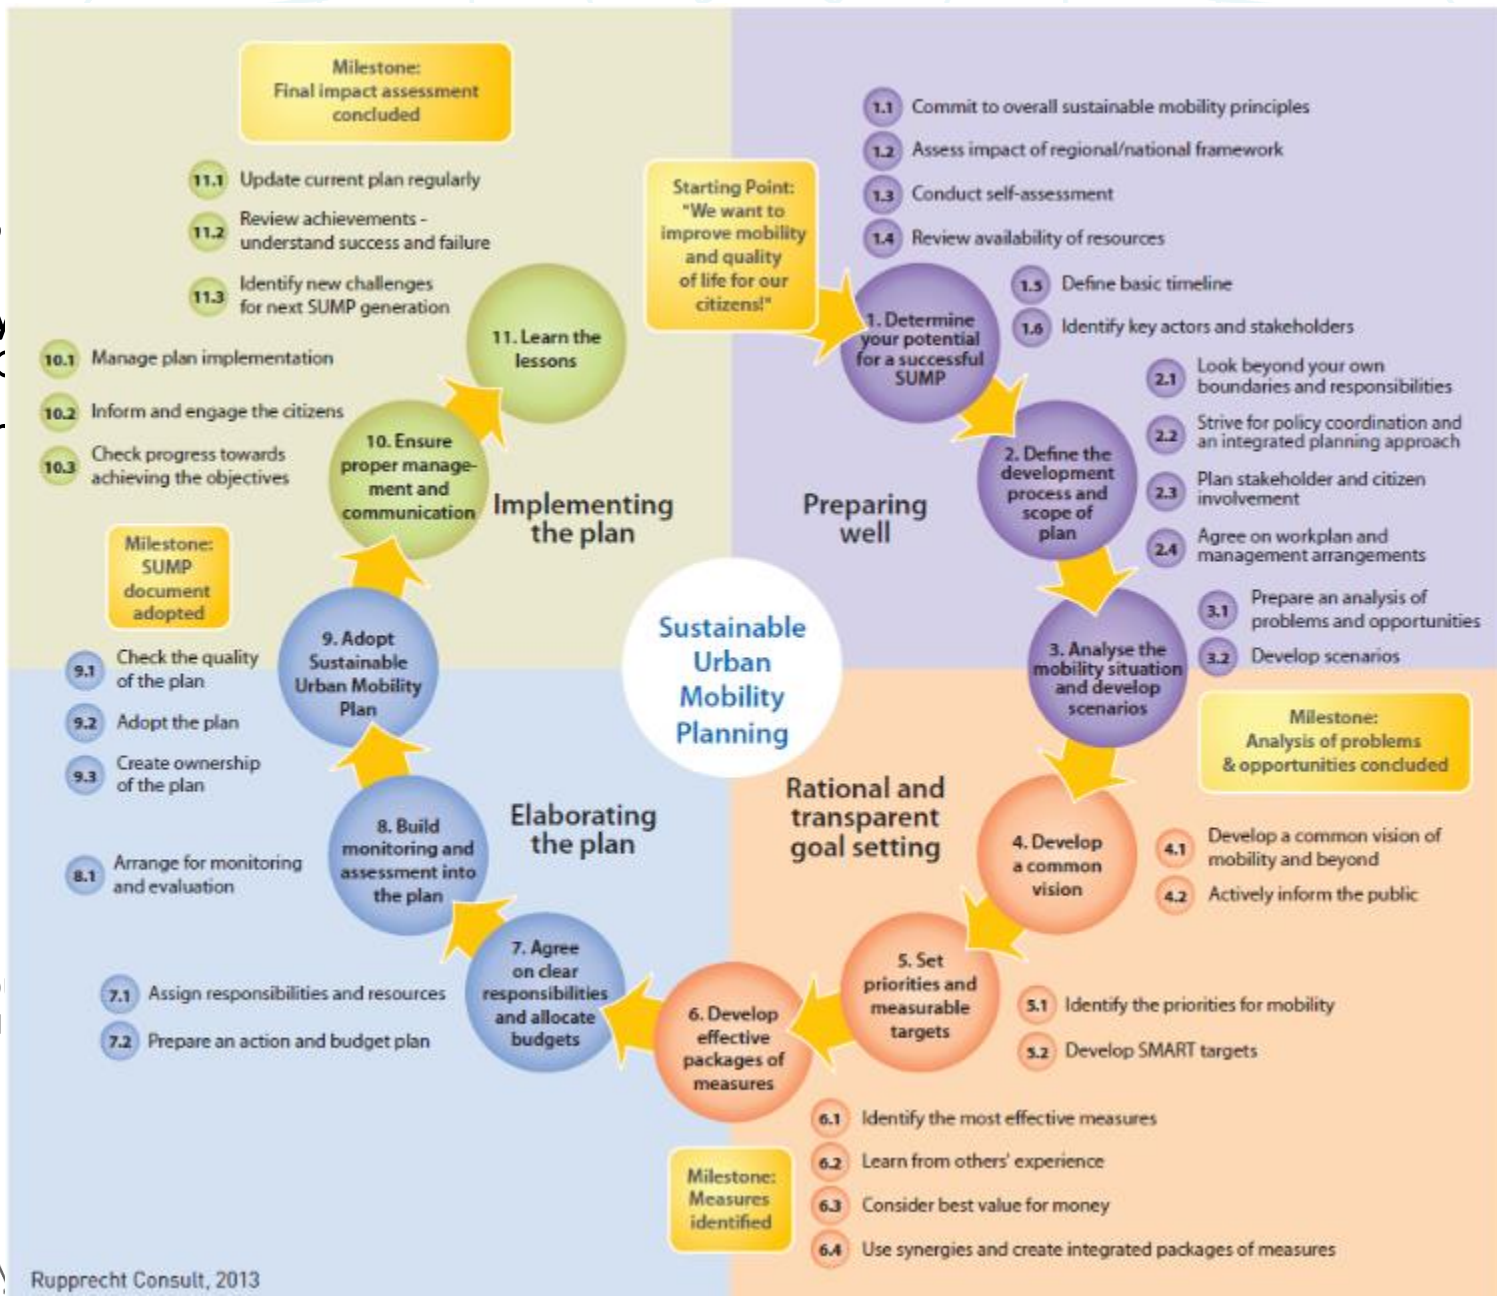 Milestone:
Final impact assessment
concluded
11.1 Update current plan regularly
11.2 Review achievements -
understand success and failure
11.3 Identify new challenges
for next SUMP generation
11. Learn the
lessons
10.1 Manage plan implementation
10.2 Inform and engage the citizens
10.3 Check progress towards
achieving the objectives
10. Ensure
proper manage-
ment and
communication
Implementing
the plan
Starting Point:
"We want to
improve mobility
and quality
of life for our
citizens!"
1.1 Commit to overall sustainable mobility principles
1.2 Assess impact of regional/national framework
1.3 Conduct self-assessment
1.4 Review availability of resources
1.5 Define basic timeline
1.6 Identify key actors and stakeholders
1. Determine
your potential
for a successful
SUMP
2.1 Look beyond your own
boundaries and responsibilities
2.2 Strive for policy coordination and
an integrated planning approach
2.3 Plan stakeholder and citizen
involvement
2.4 Agree on workplan and
management arrangements
2. Define the
development
process and
scope of
plan
Preparing
well
3.1 Prepare an analysis of
problems and opportunities
3.2 Develop scenarios
3. Analyse the
mobility situation
and develop
scenarios
Milestone:
Analysis of problems
& opportunities concluded
Sustainable
Urban
Mobility
Planning
Rational and
transparent
goal setting
4. Develop
a common
vision
4.1 Develop a common vision of
mobility and beyond
4.2 Actively inform the public
5. Set
priorities and
measurable
targets
5.1 Identify the priorities for mobility
5.2 Develop SMART targets
6. Develop
effective
packages of
measures
6.1 Identify the most effective measures
6.2 Learn from others' experience
6.3 Consider best value for money
6.4 Use synergies and create integrated packages of measures
Milestone:
Measures
identified
Elaborating
the plan
7. Agree
on clear
responsibilities
and allocate
budgets
7.1 Assign responsibilities and resources
7.2 Prepare an action and budget plan
8. Build
monitoring and
assessment into
the plan
8.1 Arrange for monitoring
and evaluation
9. Adopt
Sustainable
Urban Mobility
Plan
9.1 Check the quality
of the plan
9.2 Adopt the plan
9.3 Create ownership
of the plan
Milestone:
SUMP
document
adopted
Rupprecht Consult, 2013